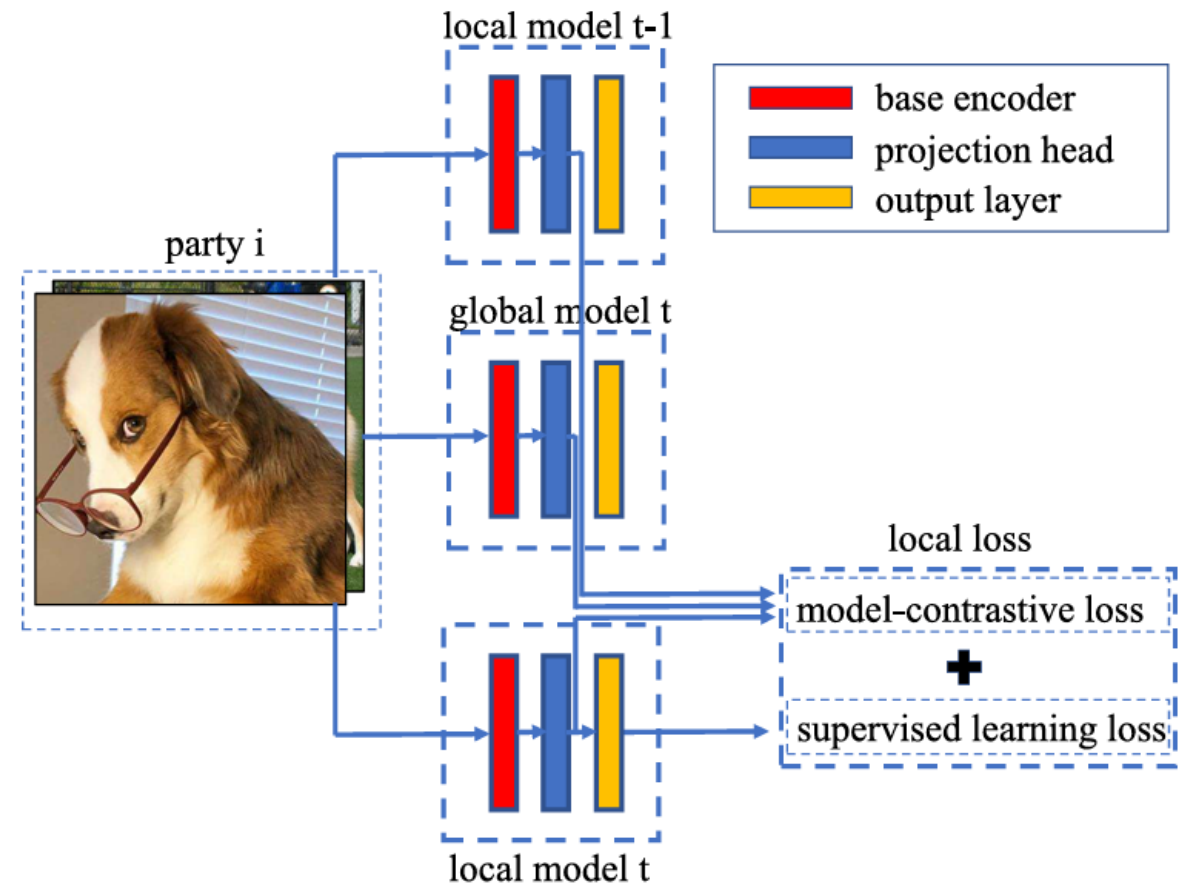 local model t-1
base encoder
projection head
output layer
party i
global model t
local loss
model-contrastive loss
supervised learning loss
local model t